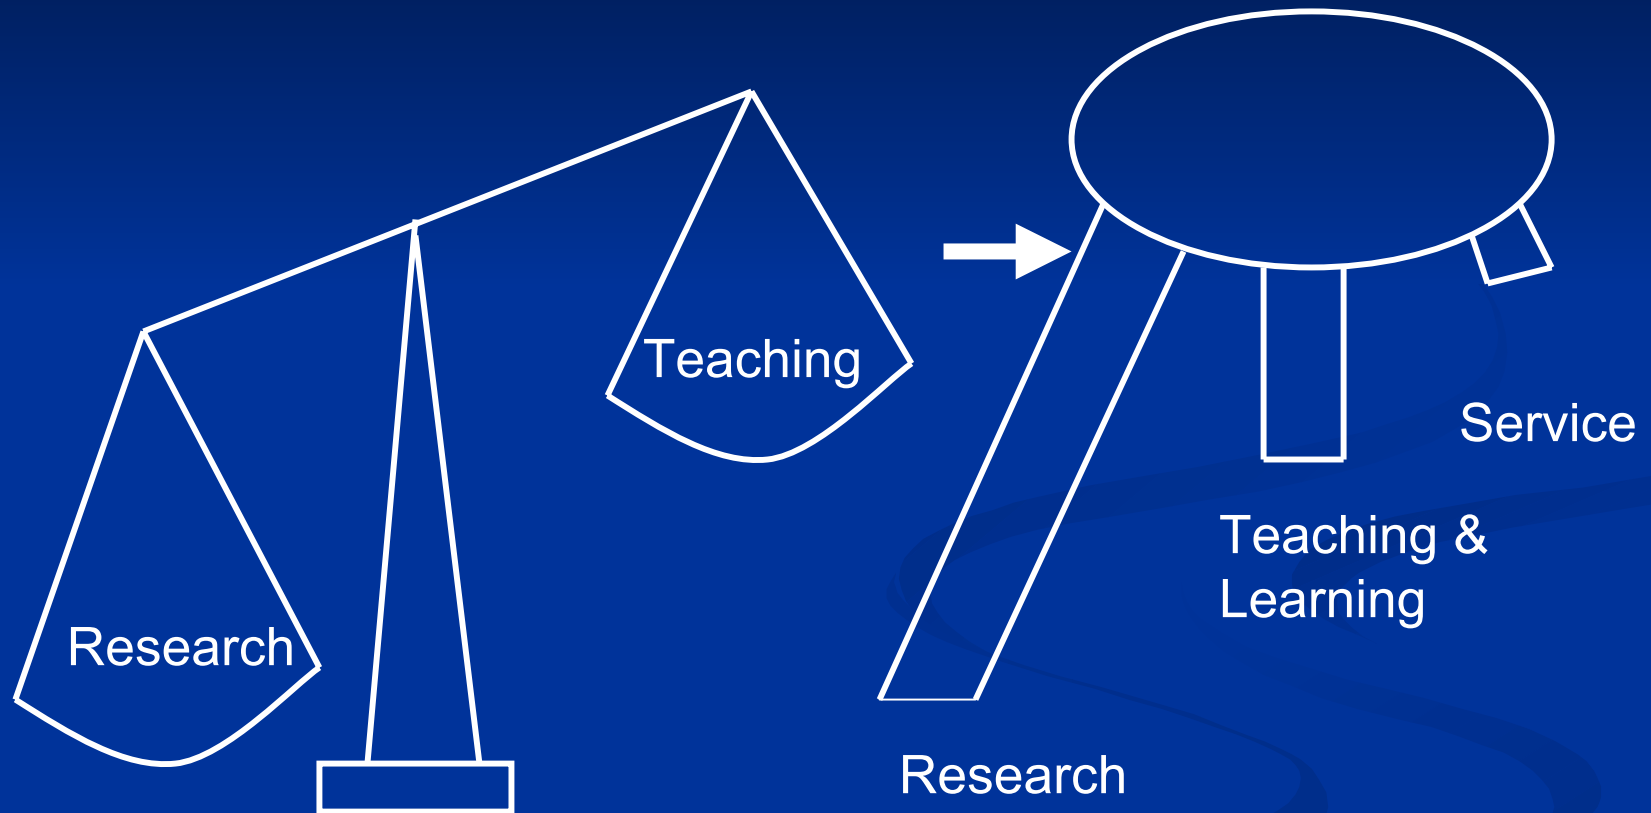 Teaching
Research
Service
Teaching &
Learning
Research